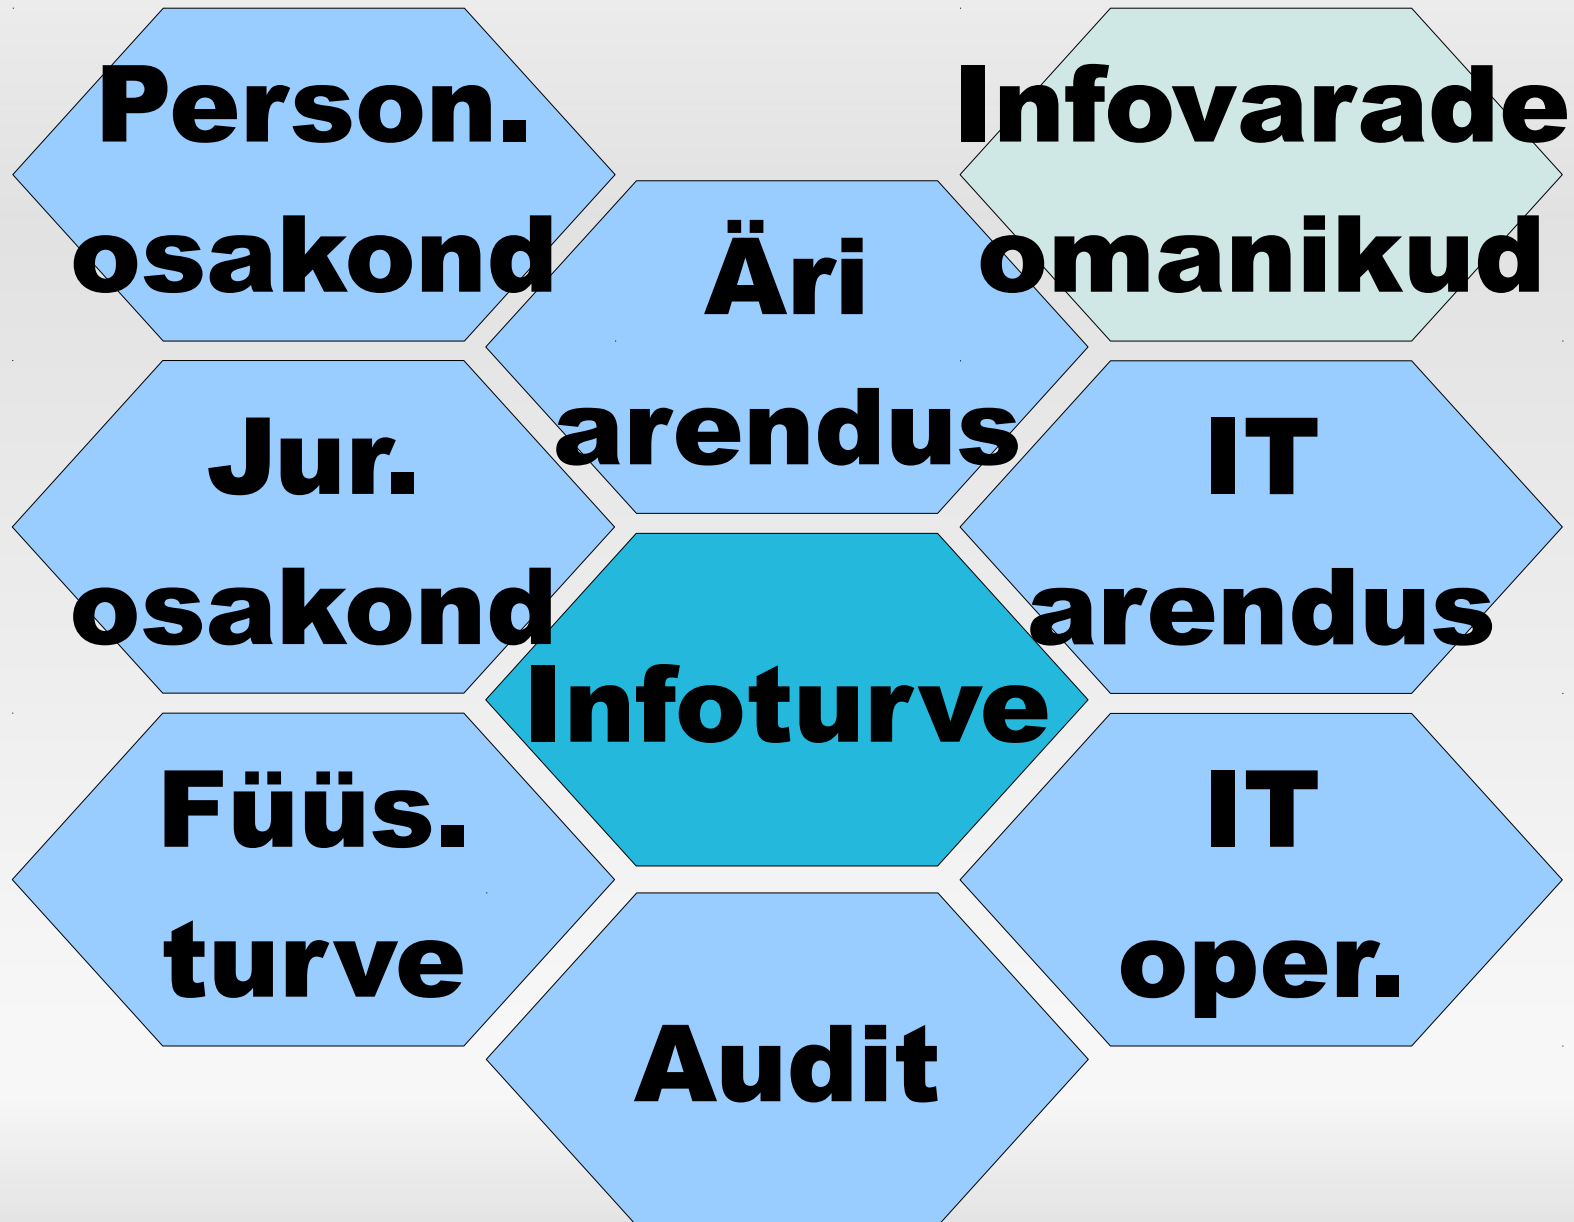 Person.
osakond
Infovarade
omanikud
Äri
arendus
Jur.
osakond
IT
arendus
Infoturve
Füüs.
turve
IT
oper.
Audit